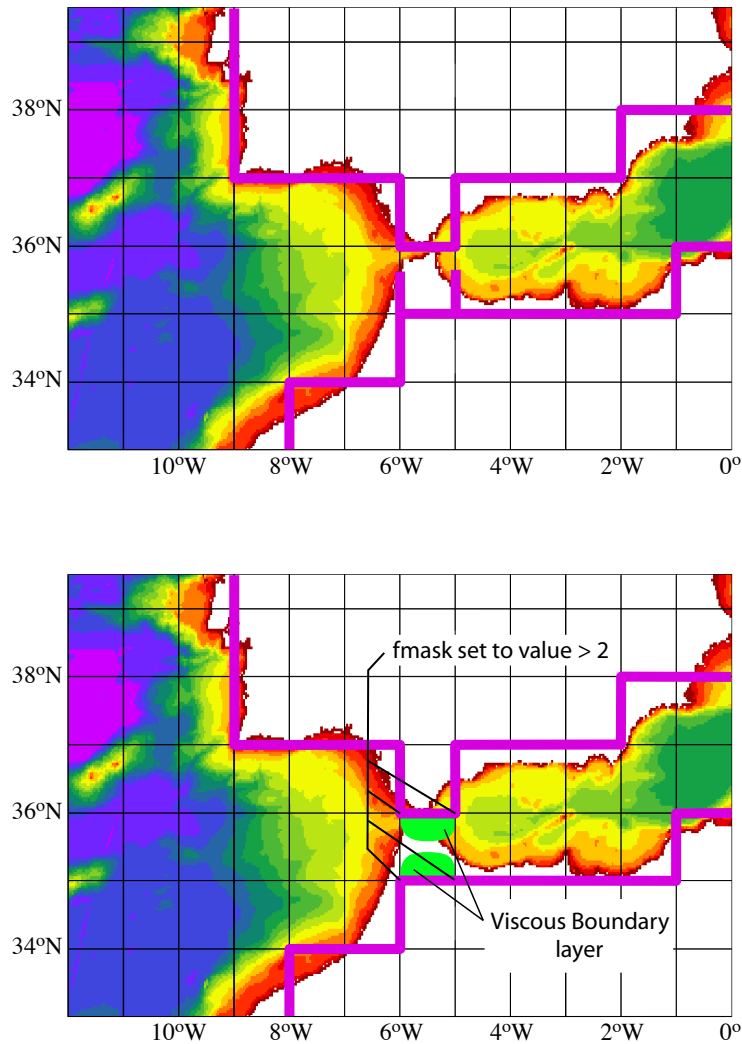 38ºN
36ºN
34ºN
10ºW 8ºW 6ºW 4ºW 2ºW 0º
fmask set to value > 2
38ºN
36ºN
Viscous Boundary
layer
34ºN
10ºW 8ºW 6ºW 4ºW 2ºW 0º